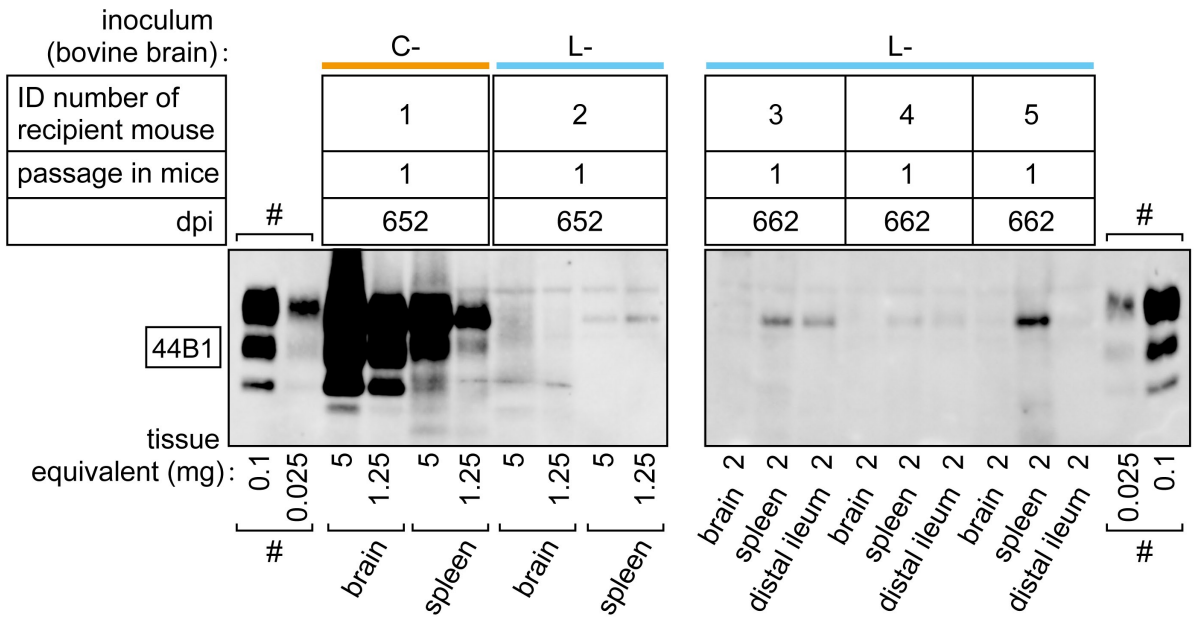 inoculum
(bovine brain) :
C-
L-
L-
ID number of
recipient mouse
1
2
3
4
5
passage in mice
1
1
1
1
1
dpi
#
652
652
662
662
662
#
44B1
tissue
equivalent (mg) :
0.1
0.025
5
1.25
5
1.25
5
1.25
5
1.25
brain 2
spleen 2
distal ileum 2
brain 2
spleen 2
distal ileum 2
brain 2
spleen 2
distal ileum 2
0.025
0.1
#
brain
spleen
brain
spleen
#